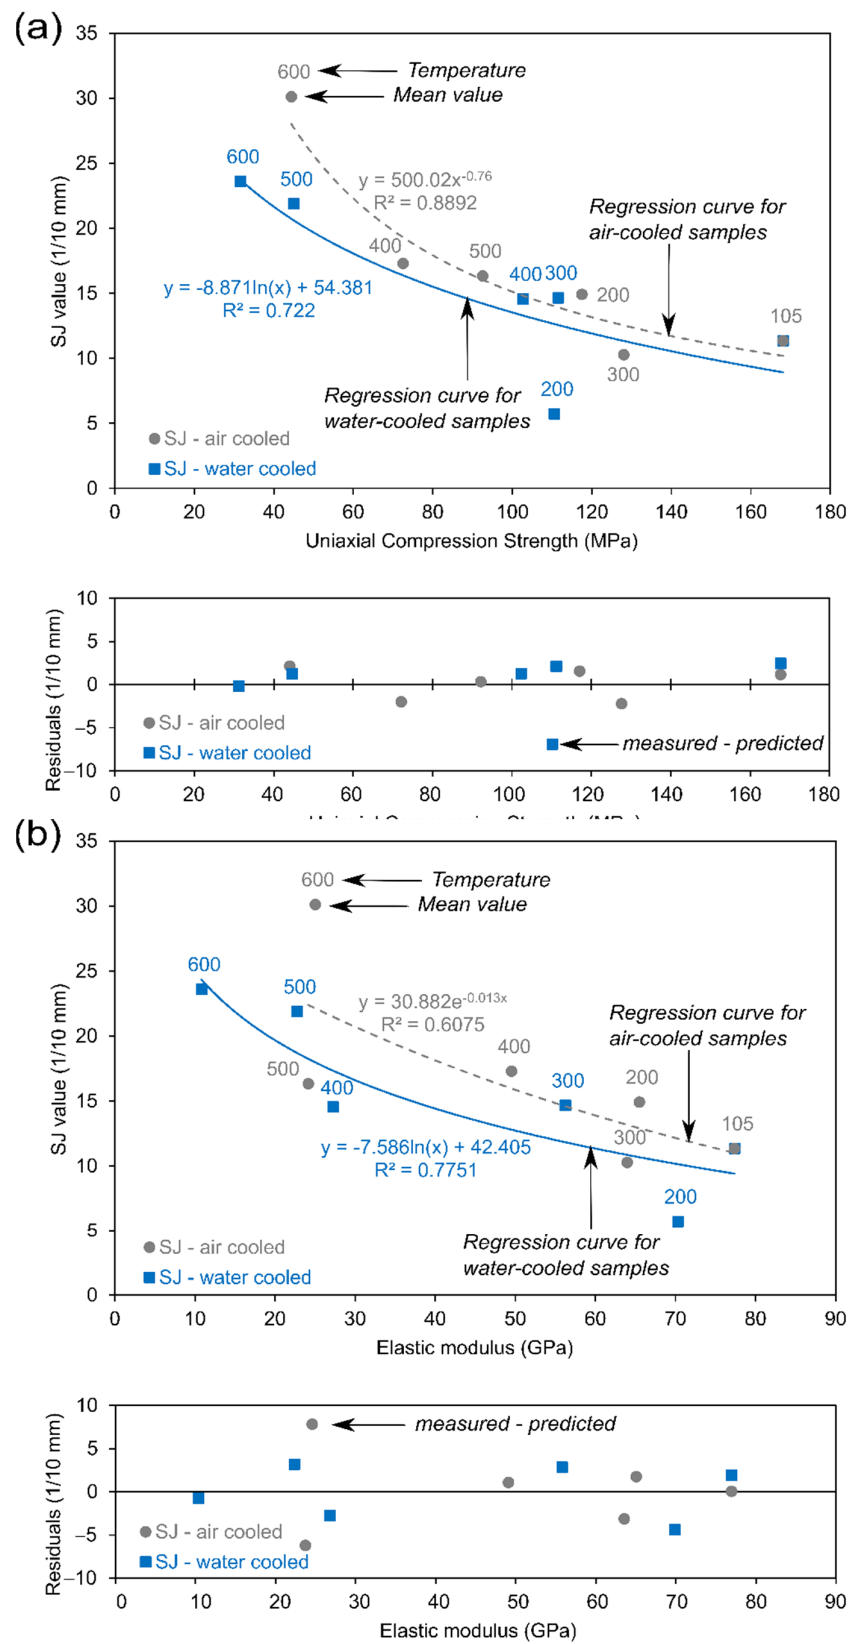 (a)
35
30
25
20
15
10
5
0
SJ value (1/10 mm)
600
Temperature
Mean value
600
500
y = 500.02x^-0.76
R² = 0.8892
Regression curve for
air-cooled samples
400
500
400
300
200
105
y = -8.871ln(x) + 54.381
R² = 0.722
300
200
Regression curve for
water-cooled samples
SJ - air cooled
SJ - water cooled
0 20 40 60 80 100 120 140 160 180
Uniaxial Compression Strength (MPa)
10
5
0
−5
−10
Residuals (1/10 mm)
SJ - air cooled
SJ - water cooled
measured - predicted
0 20 40 60 80 100 120 140 160 180
Uniaxial Compression Strength (MPa)
(b)
35
30
25
20
15
10
5
0
SJ value (1/10 mm)
600
Temperature
Mean value
600
500
y = 30.882e^-0.013x
R² = 0.6075
Regression curve for
air-cooled samples
400
500
400
300
200
105
300
y = -7.586ln(x) + 42.405
R² = 0.7751
200
Regression curve for
water-cooled samples
SJ - air cooled
SJ - water cooled
0 10 20 30 40 50 60 70 80 90
Elastic modulus (GPa)
10
5
0
−5
−10
Residuals (1/10 mm)
measured - predicted
SJ - air cooled
SJ - water cooled
0 10 20 30 40 50 60 70 80 90
Elastic modulus (GPa)